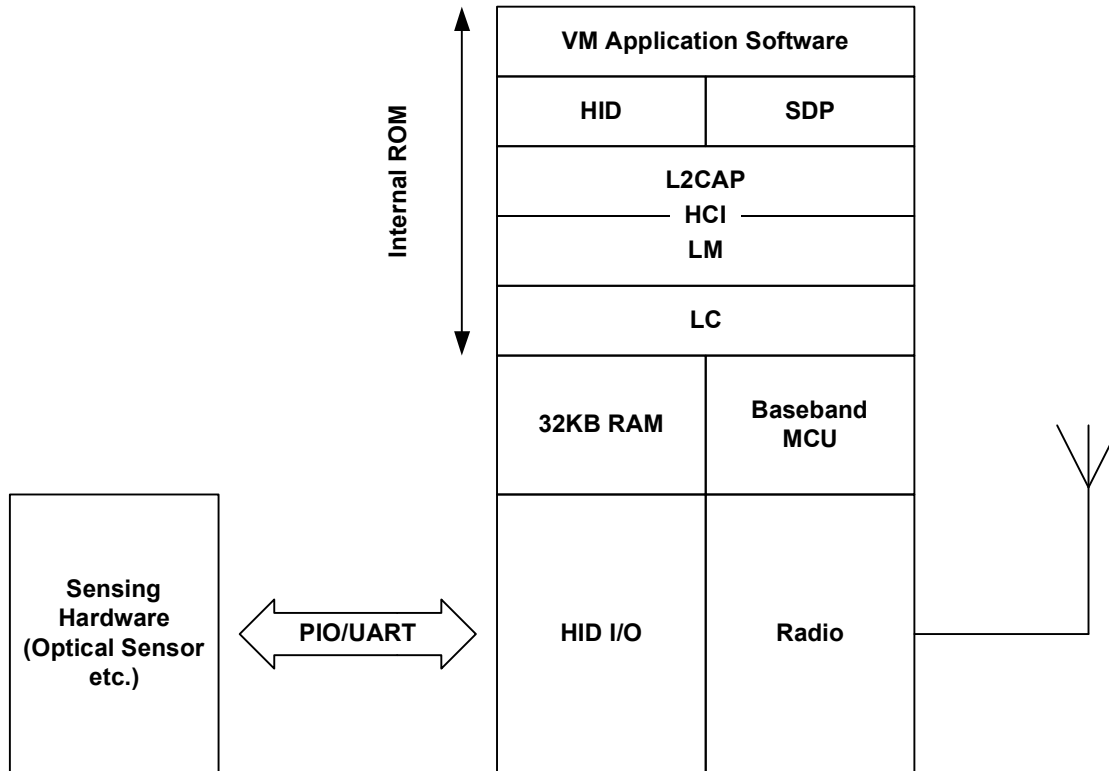 VM Application Software
HID
SDP
Internal ROM
L2CAP
HCI
LM
LC
32KB RAM
Baseband
MCU
Sensing
Hardware
(Optical Sensor
etc.)
PIO/UART
HID I/O
Radio